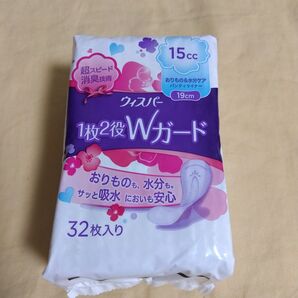 超スピード
消臭技術
15cc
おりもの&水分ケア
パンティライナー
19cm
ウィスパー
1枚2役Wガード
おりものも、水分も。
サッと吸水 においも安心
32枚入り